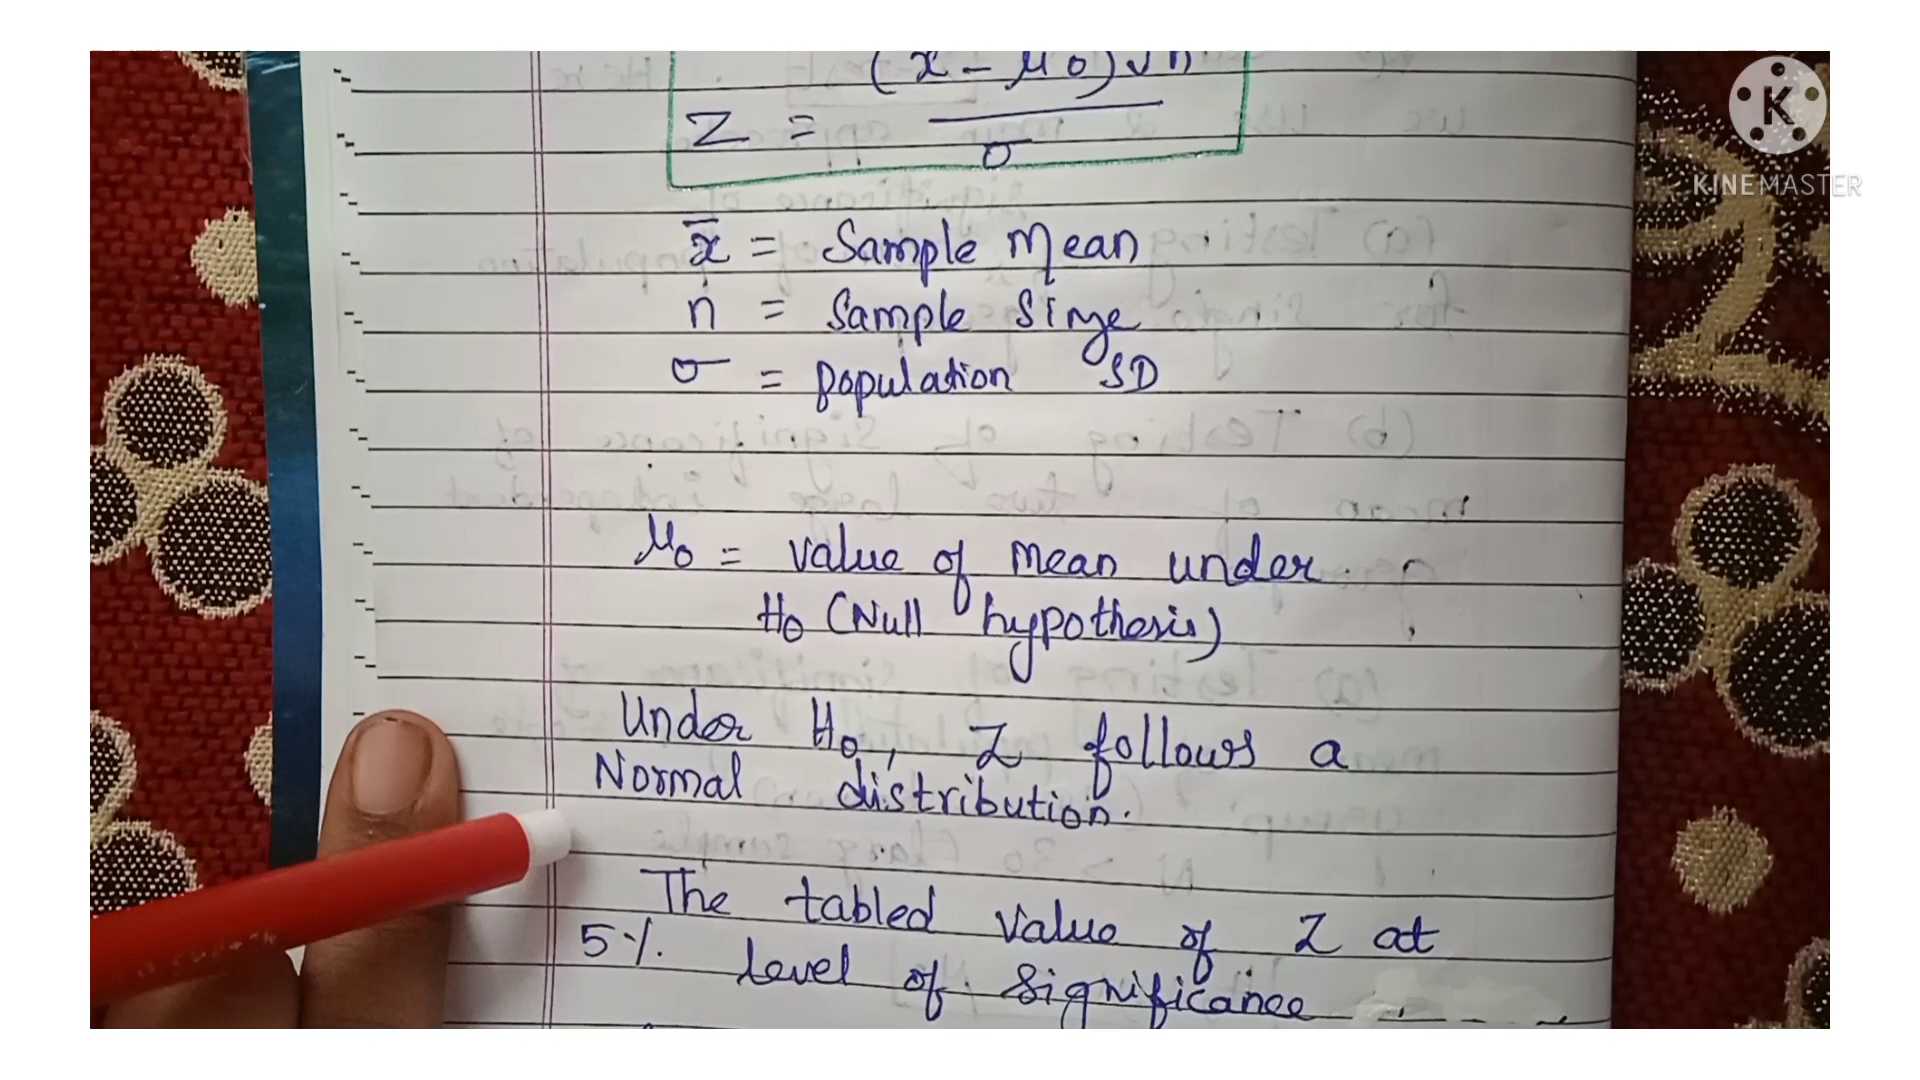 (x̄ - μ0)√n
Z = 
σ
x̄ = Sample Mean
n = Sample Size
σ = population SD
μ0 = value of mean under
H0 (Null hypothesis)
Under H0, Z follows a
Normal distribution.
The tabled value of Z at
5%. level of significance
KINEMASTER